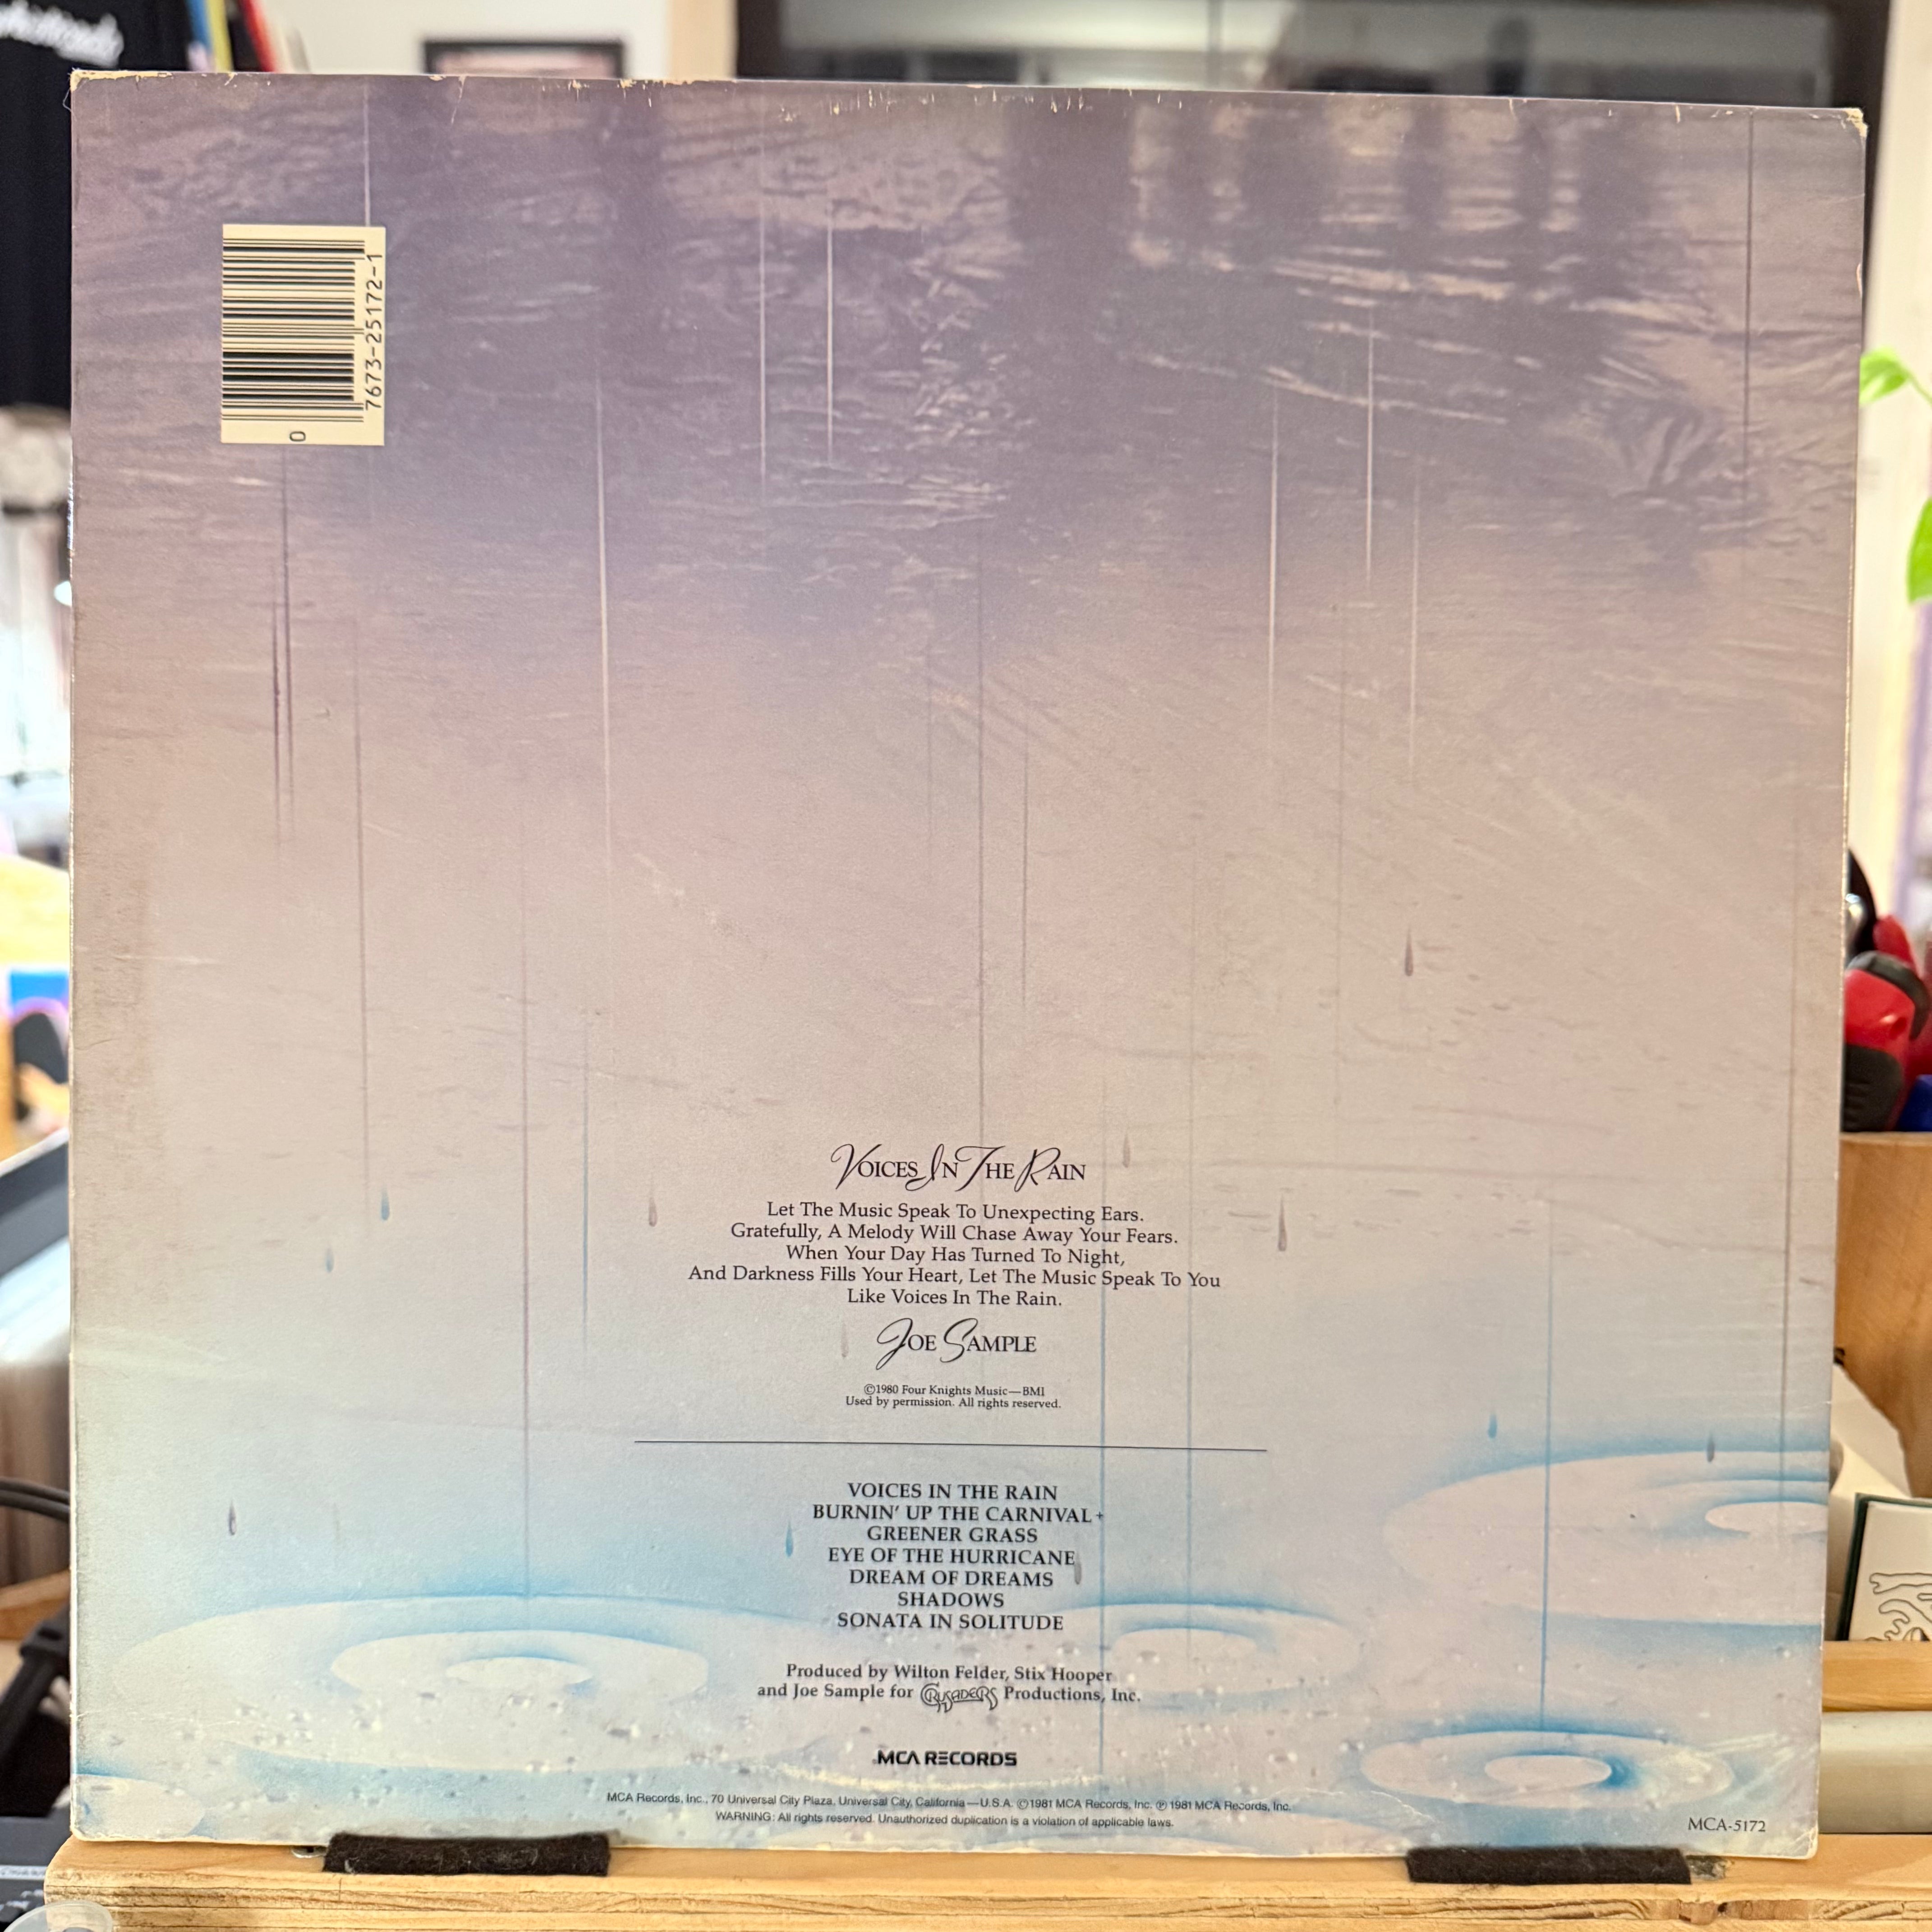 7673-25172-1
0
VOICES IN THE RAIN
Let The Music Speak To Unexpecting Ears.
Gratefully, A Melody Will Chase Away Your Fears.
When Your Day Has Turned To Night,
And Darkness Fills Your Heart, Let The Music Speak To You
Like Voices In The Rain.
JOE SAMPLE
©1980 Four Knights Music—BMI
Used by permission. All rights reserved.
VOICES IN THE RAIN
BURNIN' UP THE CARNIVAL+
GREENER GRASS
EYE OF THE HURRICANE
DREAM OF DREAMS
SHADOWS
SONATA IN SOLITUDE
Produced by Wilton Felder, Stix Hooper
and Joe Sample for CRUSADERS Productions, Inc.
MCA RECORDS
MCA Records, Inc., 70 Universal City Plaza, Universal City, California—U.S.A. ©1981 MCA Records, Inc. ℗ 1981 MCA Records, Inc.
WARNING: All rights reserved. Unauthorized duplication is a violation of applicable laws.
MCA-5172